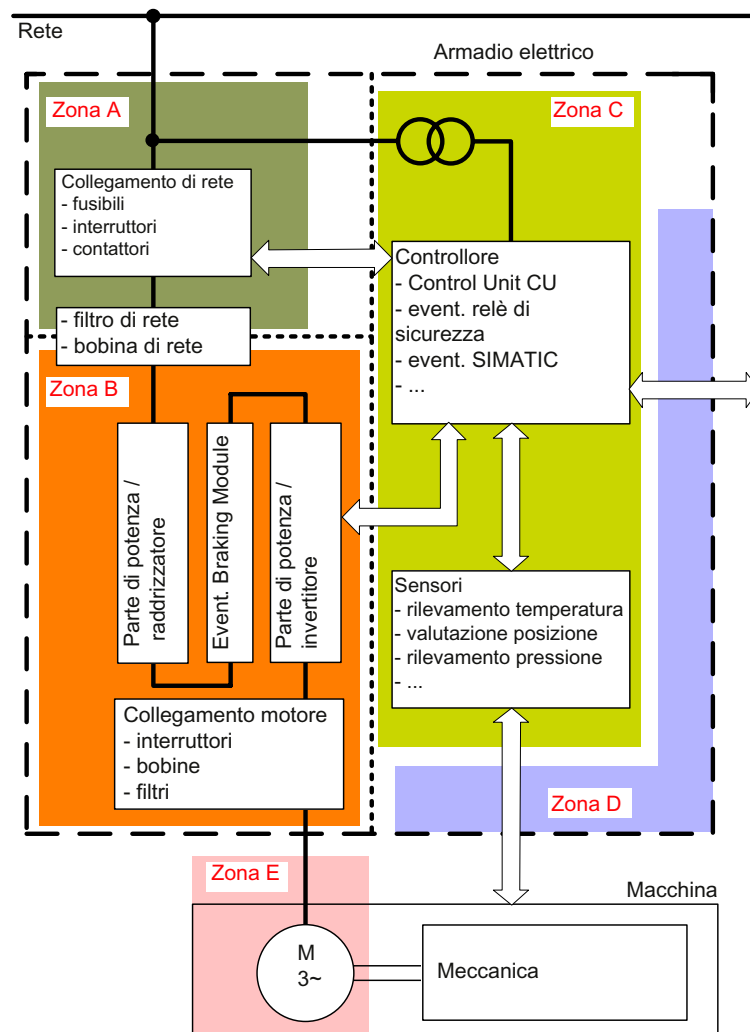 Rete
Armadio elettrico
Zona A
Zona C
Collegamento di rete
- fusibili
- interruttori
- contattori
Controllore
- Control Unit CU
- event. relè di
sicurezza
- event. SIMATIC
- ...
- filtro di rete
- bobina di rete
Zona B
Parte di potenza /
raddrizzatore
Event. Braking Module
Parte di potenza /
invertitore
Sensori
- rilevamento temperatura
- valutazione posizione
- rilevamento pressione
- ...
Collegamento motore
- interruttori
- bobine
- filtri
Zona D
Zona E
Macchina
M
3~
Meccanica